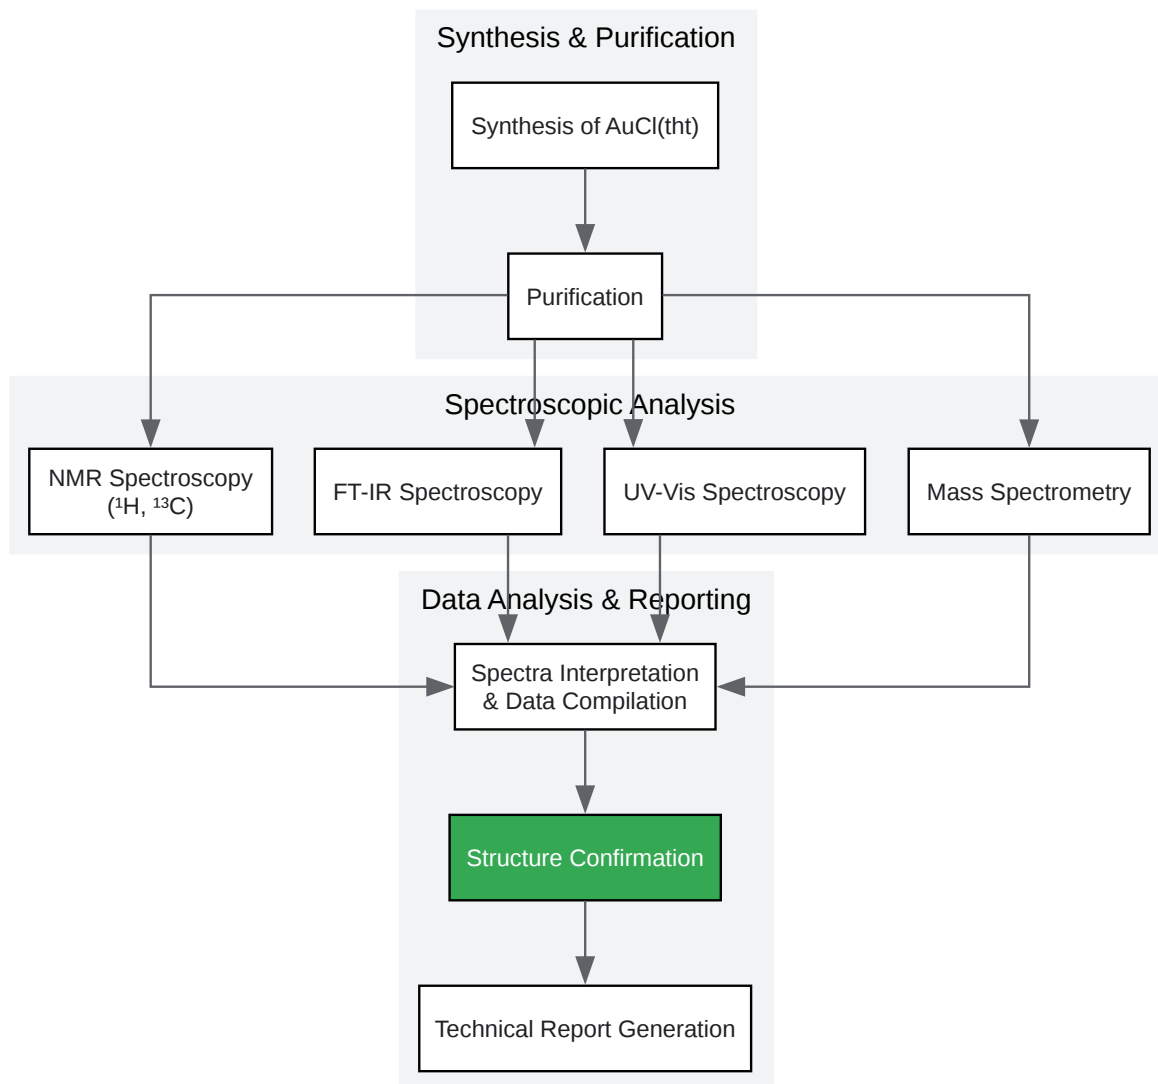 Synthesis & Purification
Synthesis of AuCl(tht)
Purification
Spectroscopic Analysis
NMR Spectroscopy
(¹H, ¹³C)
FT-IR Spectroscopy
UV-Vis Spectroscopy
Mass Spectrometry
Data Analysis & Reporting
Spectra Interpretation
& Data Compilation
Structure Confirmation
Technical Report Generation